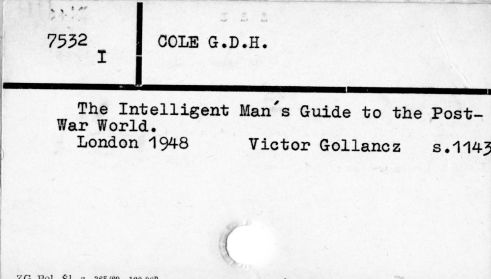 7532 COLE G.D.H.
I
The Intelligent Man's Guide to the Post-
War World.
London 1948 Victor Gollancz s.1143